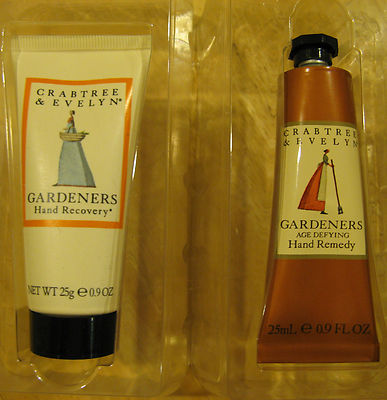 CRABTREE
& EVELYN®
GARDENERS
Hand Recovery*
NET WT 25g e 0.9 OZ
CRABTREE
& EVELYN®
GARDENERS
AGE DEFYING
Hand Remedy
25mL e 0.9 FL OZ